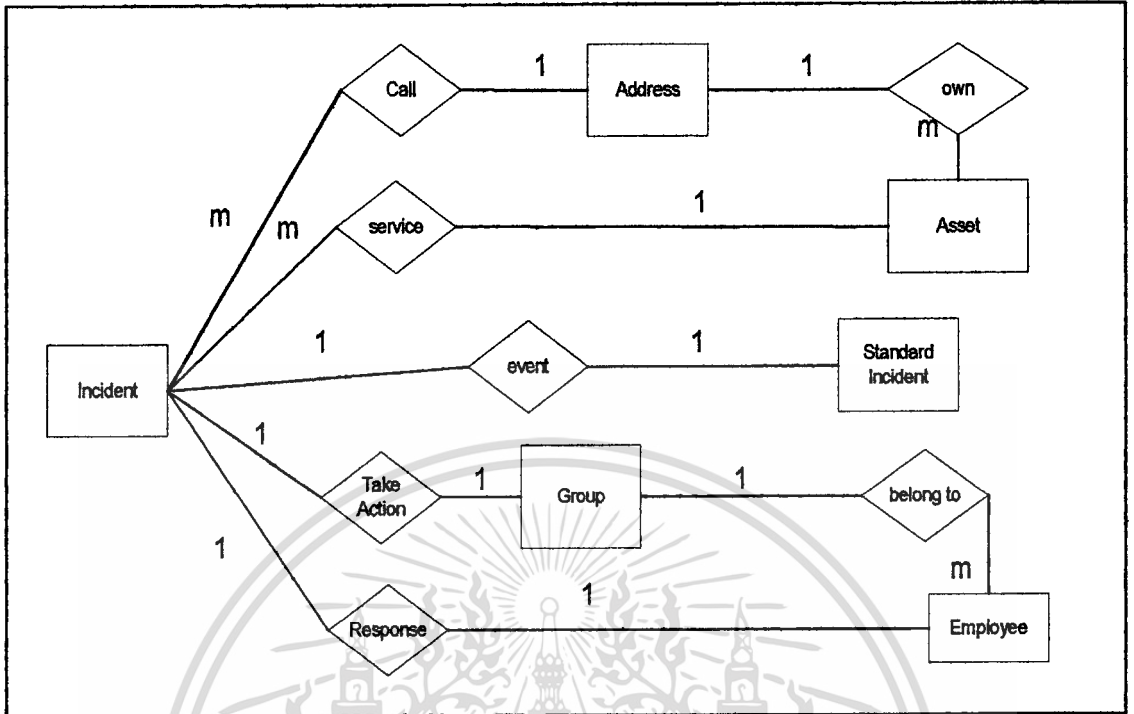 Call
1
Address
1
own
m
m
m
service
1
Asset
Incident
1
event
1
Standard
Incident
1
Take
Action
1
Group
1
belong to
m
1
Response
1
Employee